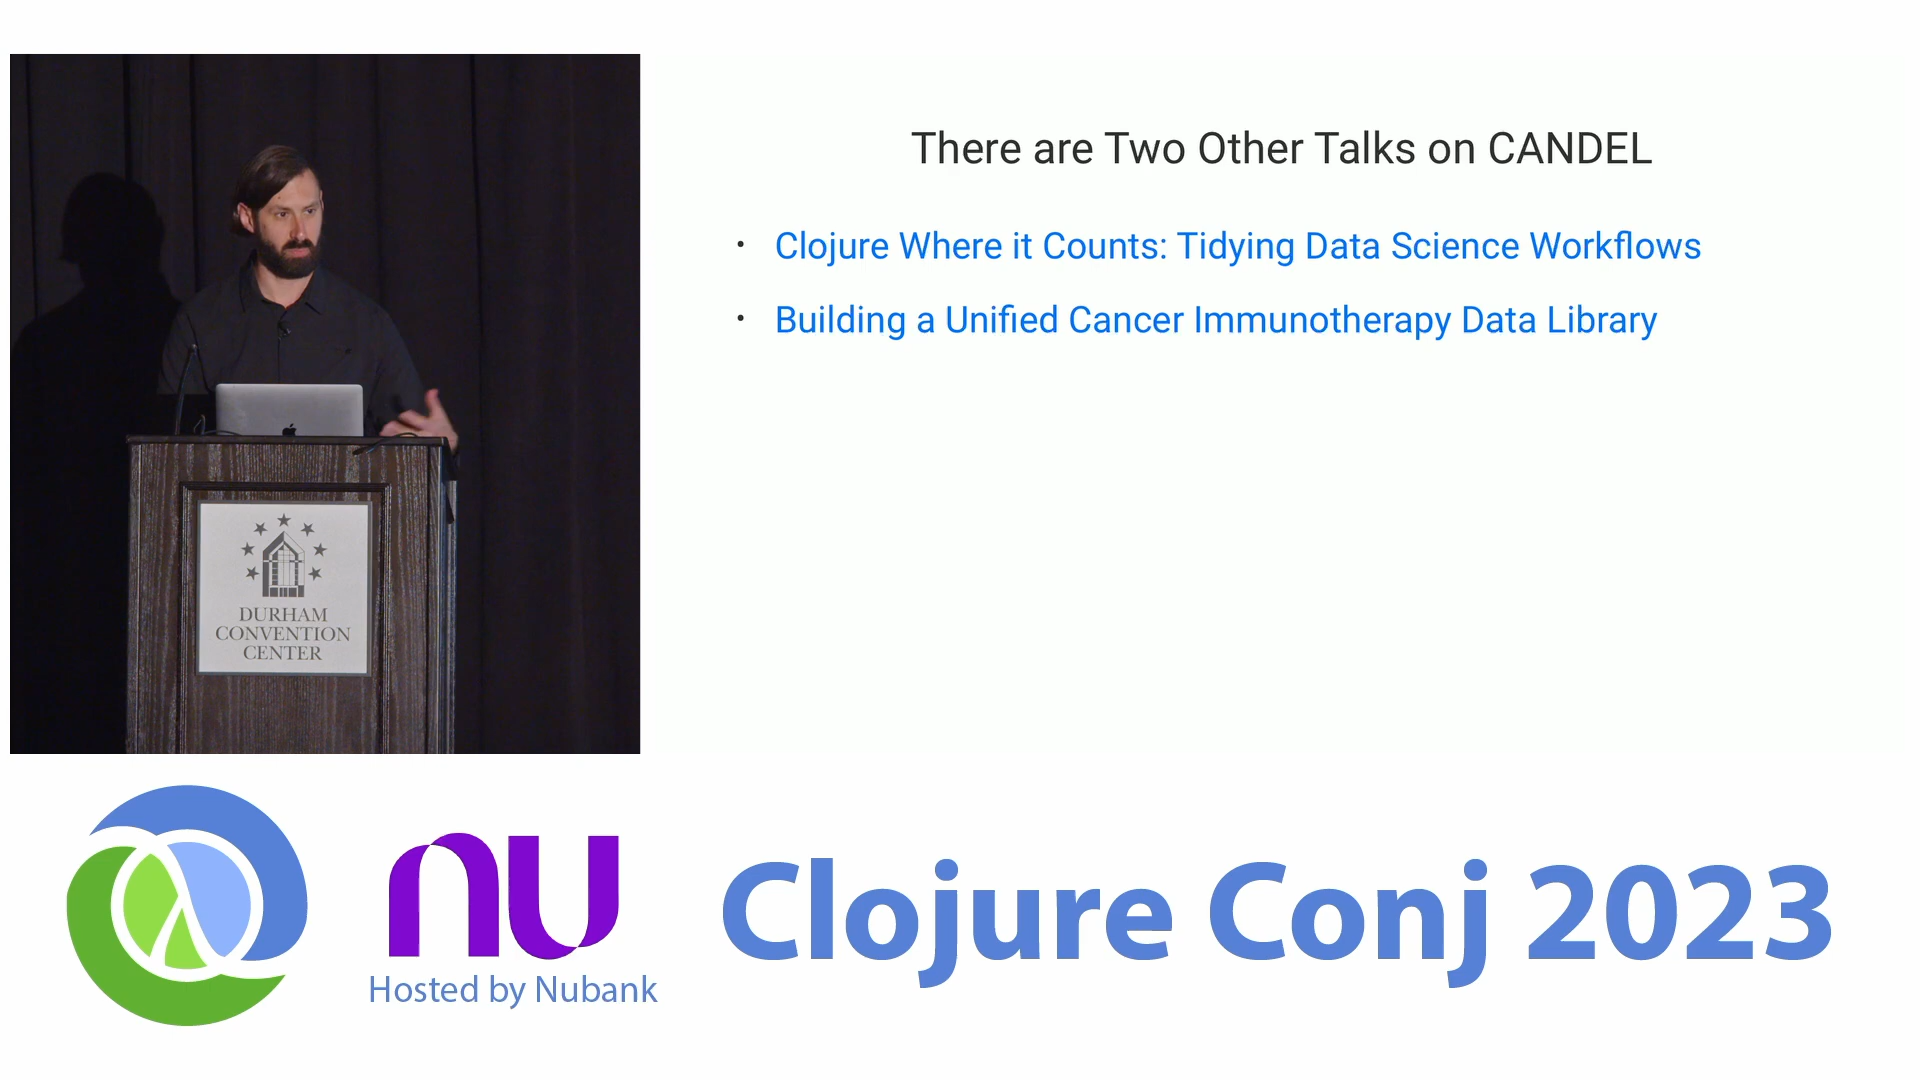 There are Two Other Talks on CANDEL
Clojure Where it Counts: Tidying Data Science Workflows
Building a Unified Cancer Immunotherapy Data Library
DURHAM
CONVENTION
CENTER
nu
Hosted by Nubank
Clojure Conj 2023